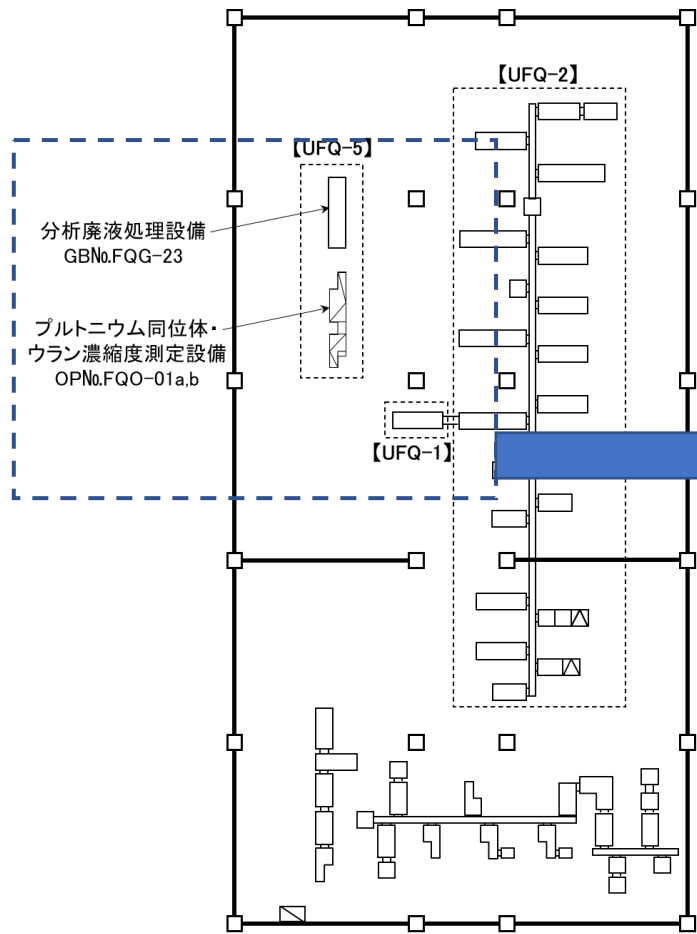 【UFQ-2】
【UFQ-5】
分析廃液処理設備
GB№.FQG-23
プルトニウム同位体・
ウラン濃縮度測定設備
OP№.FQO-01a,b
【UFQ-1】